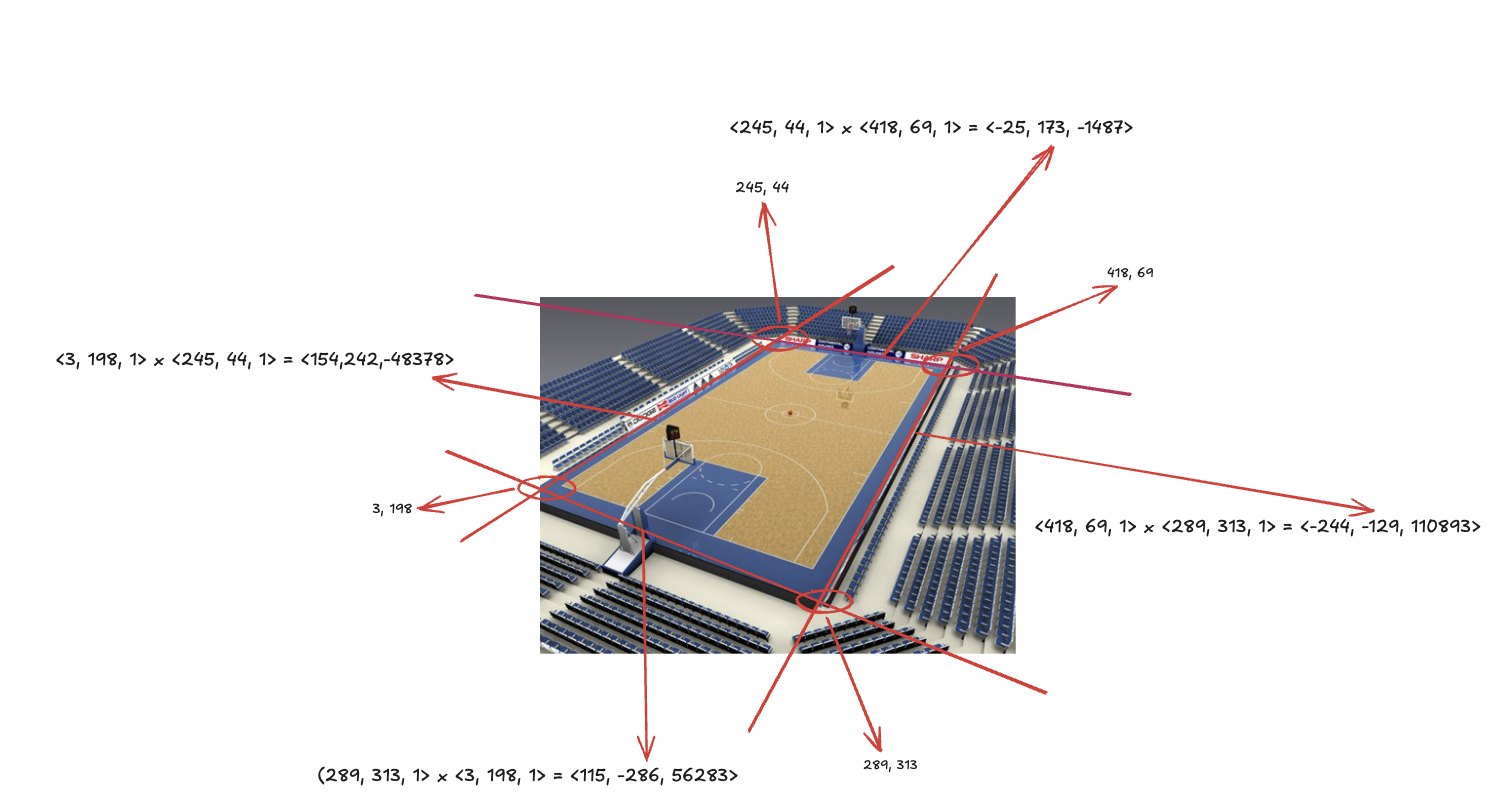 <245, 44, 1> x <418, 69, 1> = <-25, 173, -1487>
245, 44
418, 69
<3, 198, 1> x <245, 44, 1> = <154,242,-48378>
SHARP
3, 198
<418, 69, 1> x <289, 313, 1> = <-244, -129, 110893>
289, 313
(289, 313, 1> x <3, 198, 1> = <115, -286, 56283>